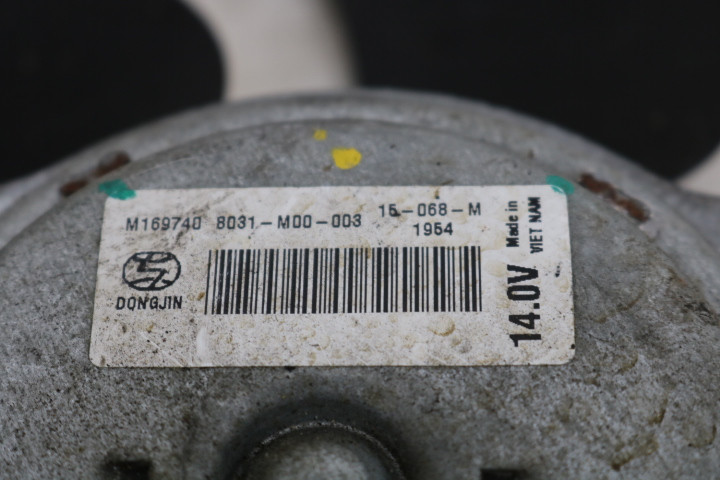 M169740 8031-M00-003 15-068-M
1954
DONGJIN
14.0V
Made in
VIET NAM